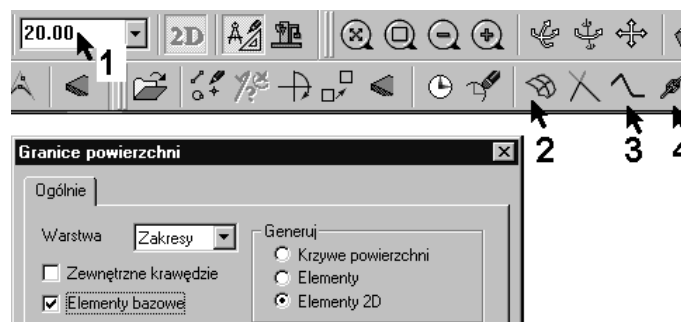 20.00
2D
1
2
3
4
Granice powierzchni
Ogólnie
Warstwa
Zakresy
Generuj
Krzywe powierzchni
Zewnętrzne krawędzie
Elementy
Elementy bazowe
Elementy 2D